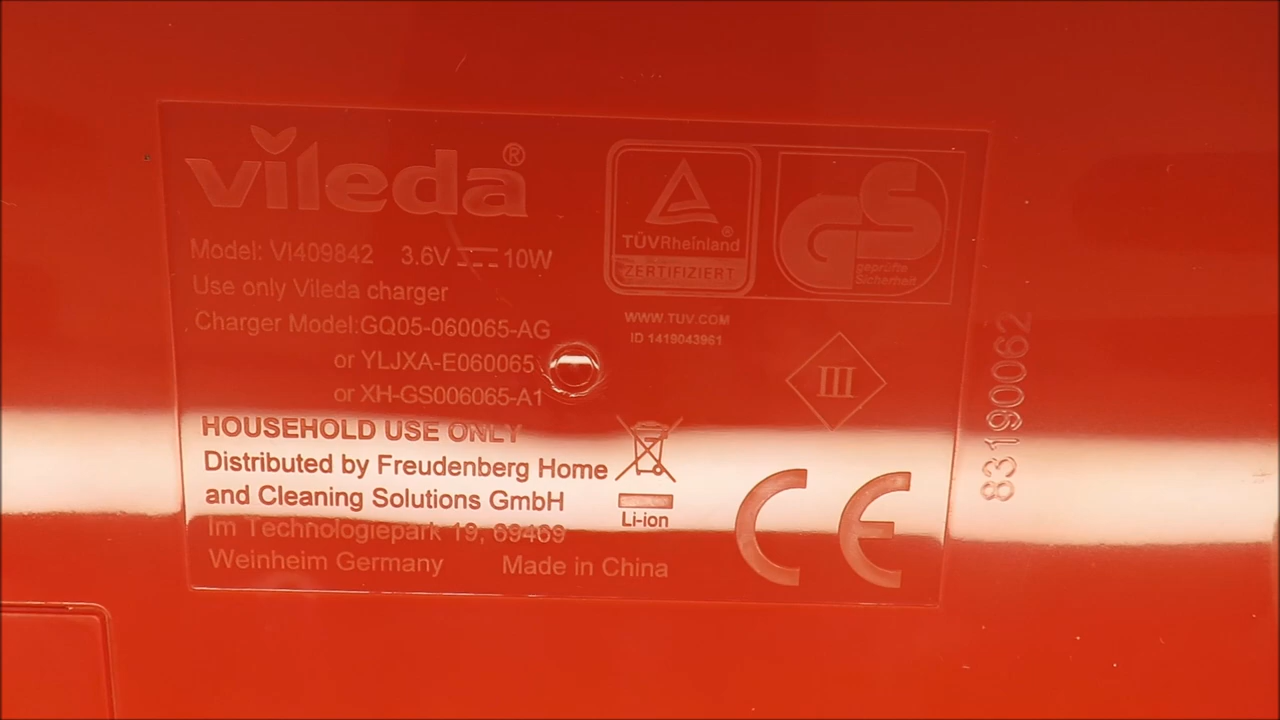 vileda®
Model: VI409842 3.6V 10W
Use only Vileda charger
Charger Model:GQ05-060065-AG
or YLJXA-E060065
or XH-GS006065-A1
HOUSEHOLD USE ONLY
Distributed by Freudenberg Home
and Cleaning Solutions GmbH
Im Technologiepark 19, 69469
Weinheim Germany Made in China
TÜVRheinland®
ZERTIFIZIERT
GS
geprüfte
Sicherheit
WWW.TUV.COM
ID 1419043961
III
Li-ion
CE
83190062